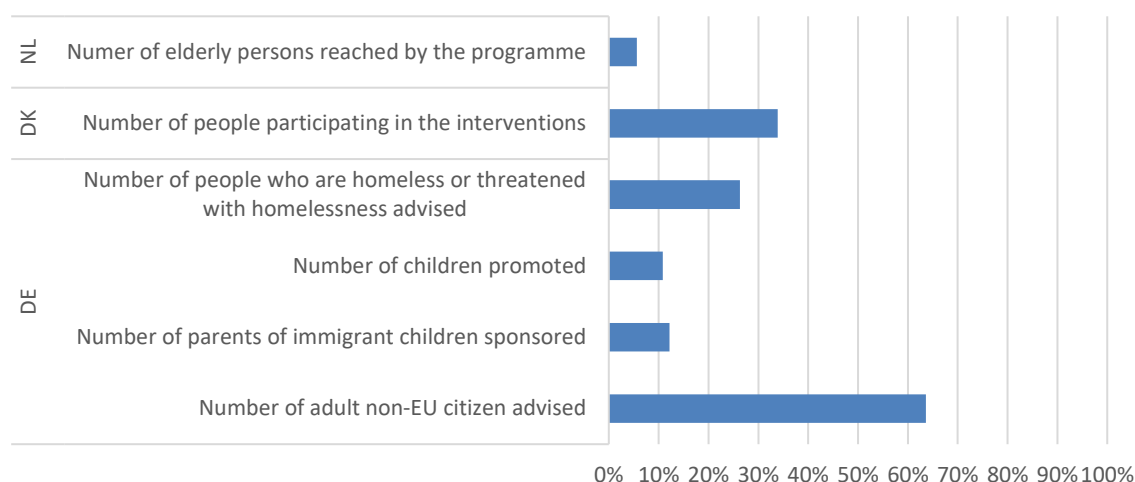 NL
Numer of elderly persons reached by the programme
DK
Number of people participating in the interventions
DE
Number of people who are homeless or threatened
with homelessness advised
Number of children promoted
Number of parents of immigrant children sponsored
Number of adult non-EU citizen advised
0% 10% 20% 30% 40% 50% 60% 70% 80% 90% 100%